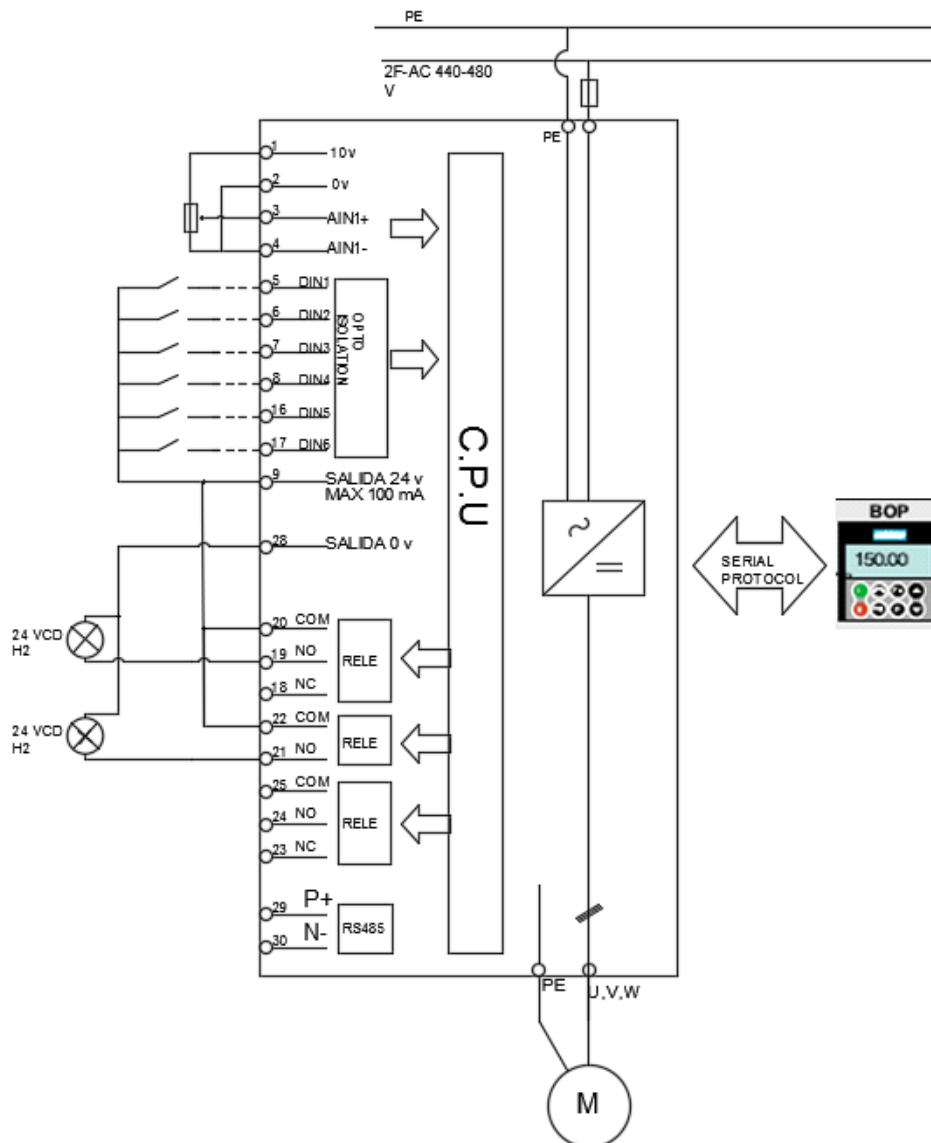 PE
2F-AC 440-480
V
PE
1
10v
2
0v
3
AIN1+
4
AIN1-
5
DIN1
6
DIN2
7
DIN3
8
DIN4
16
DIN5
17
DIN6
OPTO
ISOLATION
9
SALIDA 24 v
MAX 100 mA
28
SALIDA 0 v
C.P.U
SERIAL
PROTOCOL
BOP
150.00
24 VCD
H2
20
COM
19
NO
18
NC
RELE
24 VCD
H2
22
COM
21
NO
RELE
25
COM
24
NO
23
NC
RELE
29
P+
30
N-
RS485
PE
U,V,W
M